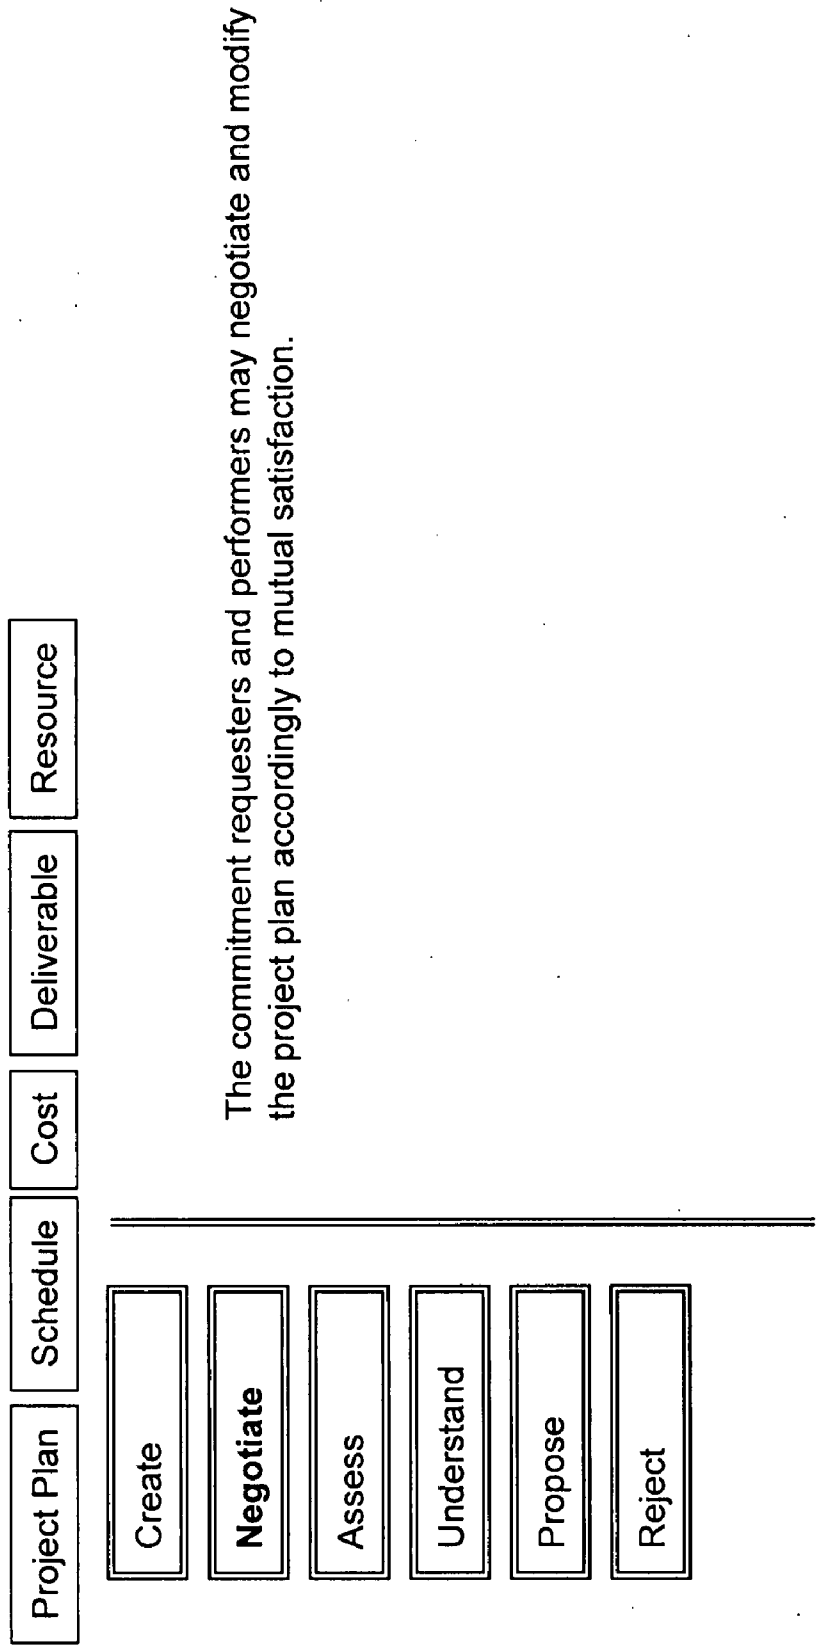 Project Plan
Schedule
Cost
Deliverable
Resource
Create
Negotiate
Assess
Understand
Propose
Reject
The commitment requesters and performers may negotiate and modify
the project plan accordingly to mutual satisfaction.